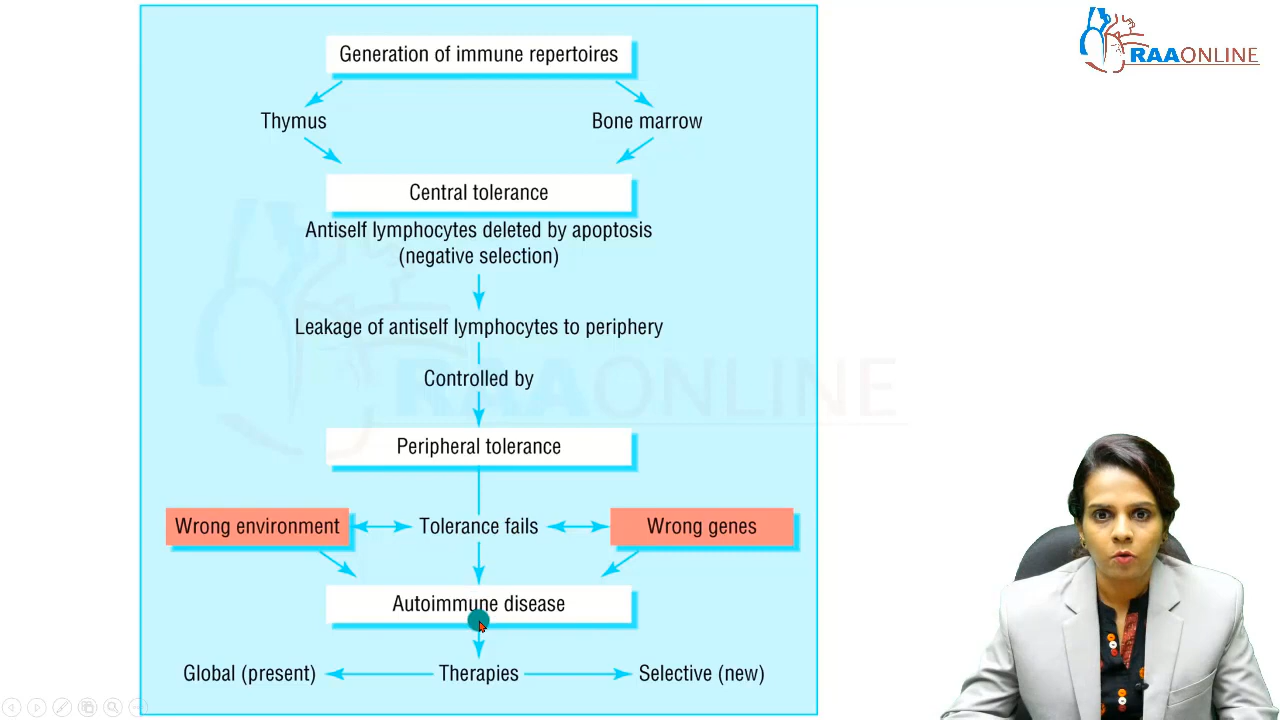 RAAONLINE
Generation of immune repertoires
Thymus
Bone marrow
Central tolerance
Antiself lymphocytes deleted by apoptosis
(negative selection)
Leakage of antiself lymphocytes to periphery
Controlled by
RAAONLINE
Peripheral tolerance
Wrong environment
Tolerance fails
Wrong genes
Autoimmune disease
Global (present)
Therapies
Selective (new)